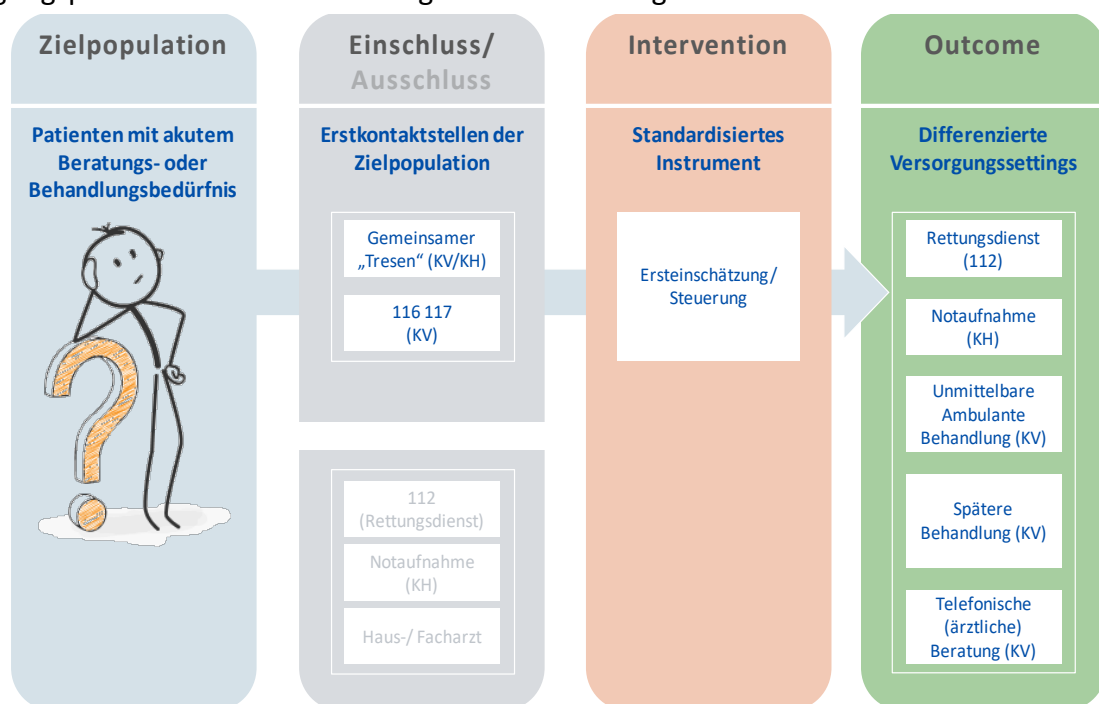 Zielpopulation
Patienten mit akutem
Beratungs- oder
Behandlungsbedürfnis
Einschluss/
Ausschluss
Erstkontaktstellen der
Zielpopulation
Gemeinsamer
„Tresen“ (KV/KH)
116 117
(KV)
112
(Rettungsdienst)
Notaufnahme
(KH)
Haus-/ Facharzt
Intervention
Standardisiertes
Instrument
Ersteinschätzung/
Steuerung
Outcome
Differenzierte
Versorgungssettings
Rettungsdienst
(112)
Notaufnahme
(KH)
Unmittelbare
Ambulante
Behandlung (KV)
Spätere
Behandlung (KV)
Telefonische
(ärztliche)
Beratung (KV)